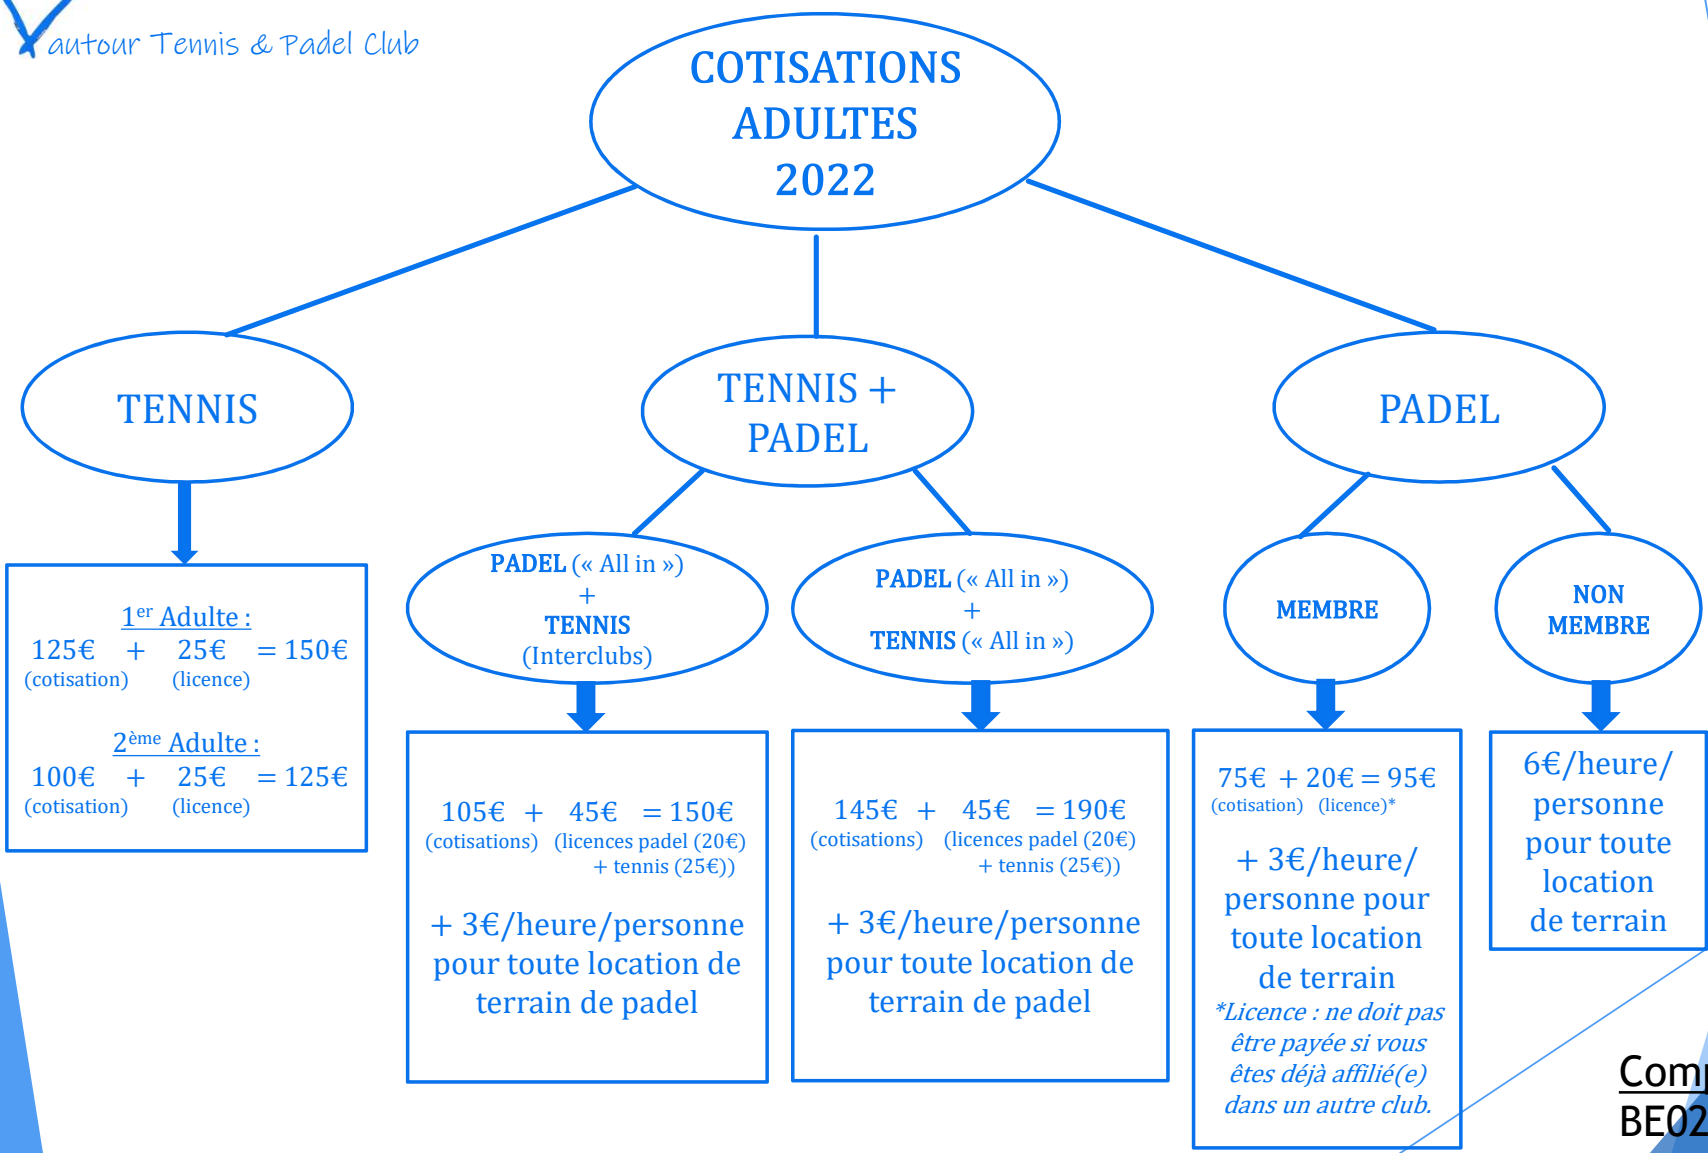 autour Tennis & Padel Club
COTISATIONS
ADULTES
2022
TENNIS
TENNIS +
PADEL
PADEL
PADEL (« All in »)
+
TENNIS
(Interclubs)
PADEL (« All in »)
+
TENNIS (« All in »)
MEMBRE
NON
MEMBRE
1er Adulte :
125€ + 25€ = 150€
(cotisation) (licence)
2ème Adulte :
100€ + 25€ = 125€
(cotisation) (licence)
105€ + 45€ = 150€
(cotisations) (licences padel (20€)
+ tennis (25€))
+ 3€/heure/personne
pour toute location de
terrain de padel
145€ + 45€ = 190€
(cotisations) (licences padel (20€)
+ tennis (25€))
+ 3€/heure/personne
pour toute location de
terrain de padel
75€ + 20€ = 95€
(cotisation) (licence)*
+ 3€/heure/
personne pour
toute location
de terrain
*Licence : ne doit pas
être payée si vous
êtes déjà affilié(e)
dans un autre club.
6€/heure/
personne
pour toute
location
de terrain
BE02